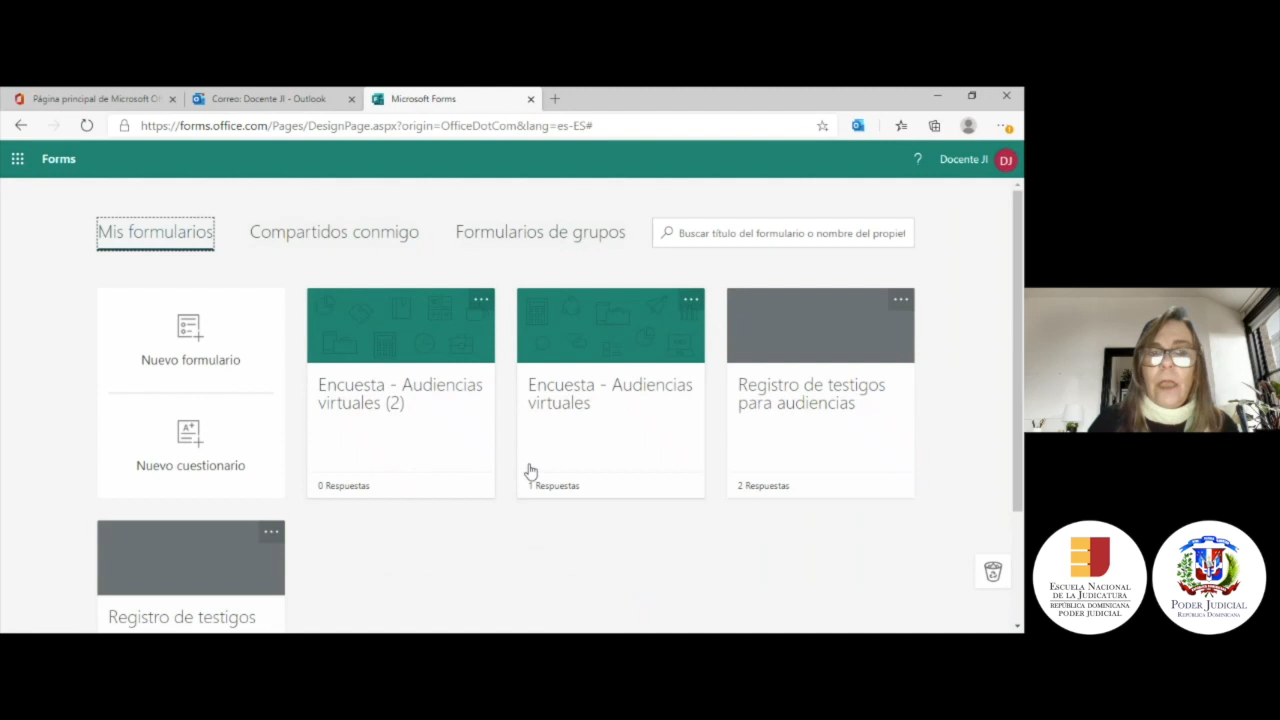 Página principal de Microsoft Of
Correo: Docente JI - Outlook
Microsoft Forms
https://forms.office.com/Pages/DesignPage.aspx?origin=OfficeDotCom&lang=es-ES#
Forms
?
Docente JI
DJ
Mis formularios
Compartidos conmigo
Formularios de grupos
Buscar título del formulario o nombre del propiet
Nuevo formulario
Nuevo cuestionario
Encuesta - Audiencias
virtuales (2)
0 Respuestas
Encuesta - Audiencias
virtuales
1 Respuestas
Registro de testigos
para audiencias
2 Respuestas
Registro de testigos
ESCUELA NACIONAL
DE LA JUDICATURA
REPÚBLICA DOMINICANA
PODER JUDICIAL
PODER JUDICIAL
REPÚBLICA DOMINICANA